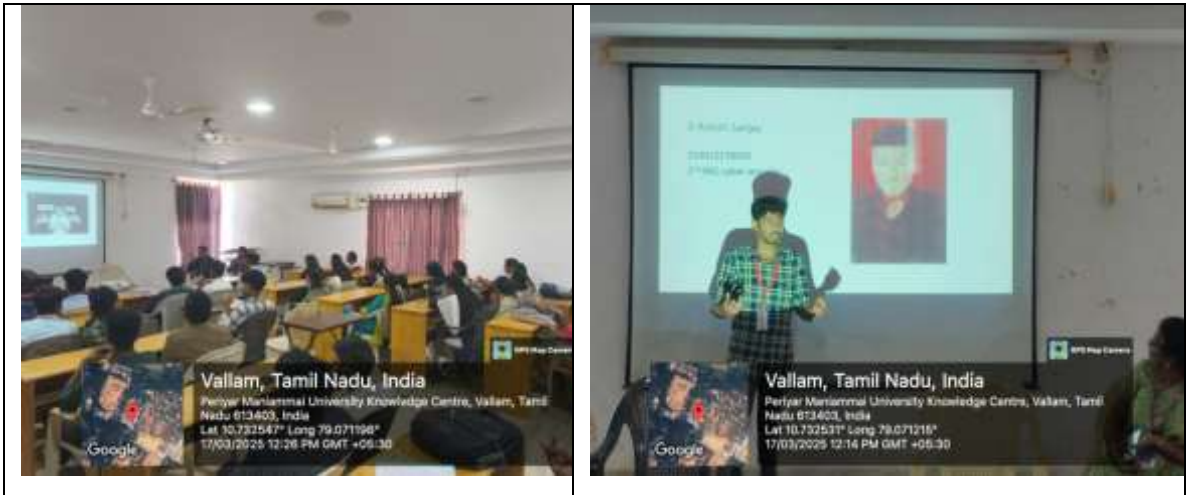 GPS Map Camera
Vallam, Tamil Nadu, India
Periyar Maniammai University Knowledge Centre, Vallam, Tamil
Nadu 613403, India
Lat 10.732547° Long 79.071196°
17/03/2025 12:26 PM GMT +05:30
Google
GPS Map Camera
Vallam, Tamil Nadu, India
Periyar Maniammai University Knowledge Centre, Vallam, Tamil
Nadu 613403, India
Lat 10.732531° Long 79.071215°
17/03/2025 12:14 PM GMT +05:30
Google